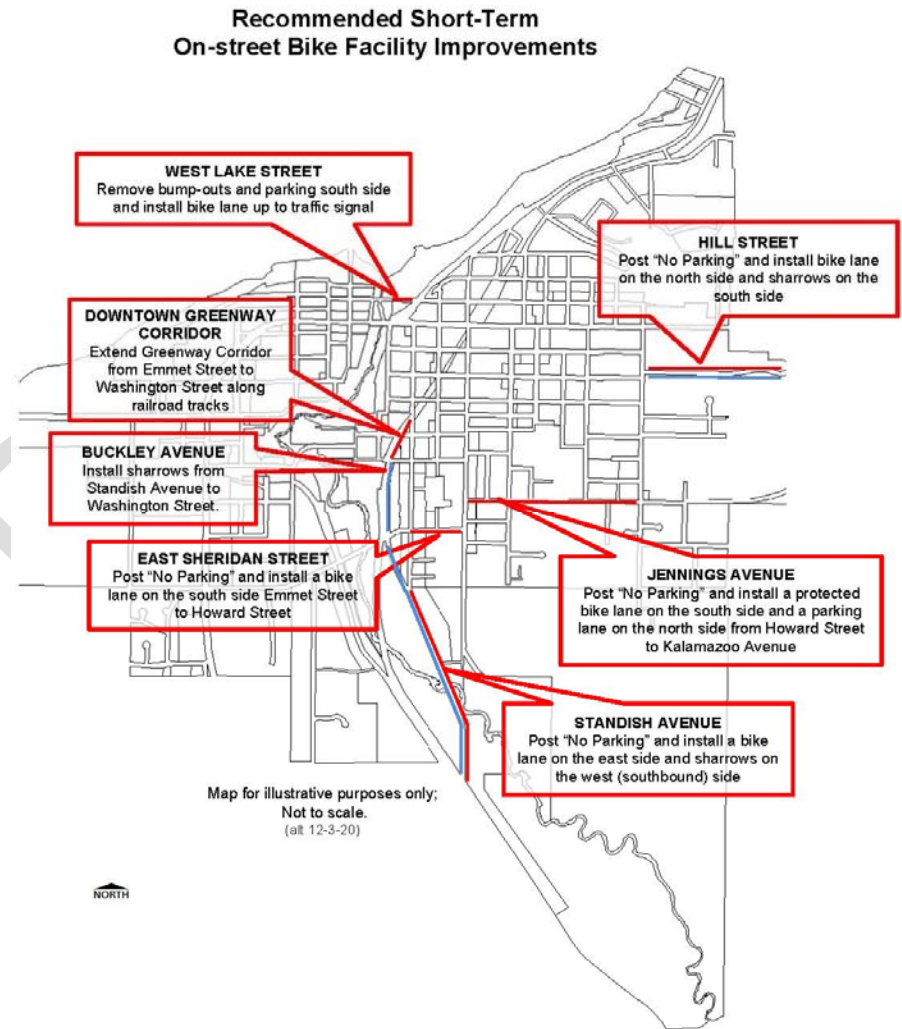 Recommended Short-Term
On-street Bike Facility Improvements
WEST LAKE STREET
Remove bump-outs and parking south side
and install bike lane up to traffic signal
HILL STREET
Post “No Parking” and install bike lane
on the north side and sharrows on the
south side
DOWNTOWN GREENWAY
CORRIDOR
Extend Greenway Corridor
from Emmet Street to
Washington Street along
railroad tracks
BUCKLEY AVENUE
Install sharrows from
Standish Avenue to
Washington Street.
EAST SHERIDAN STREET
Post “No Parking” and install a bike
lane on the south side Emmet Street
to Howard Street
JENNINGS AVENUE
Post “No Parking” and install a protected
bike lane on the south side and a parking
lane on the north side from Howard Street
to Kalamazoo Avenue
STANDISH AVENUE
Post “No Parking” and install a bike
lane on the east side and sharrows on
the west (southbound) side
Map for illustrative purposes only;
Not to scale.
(alt 12-3-20)
NORTH